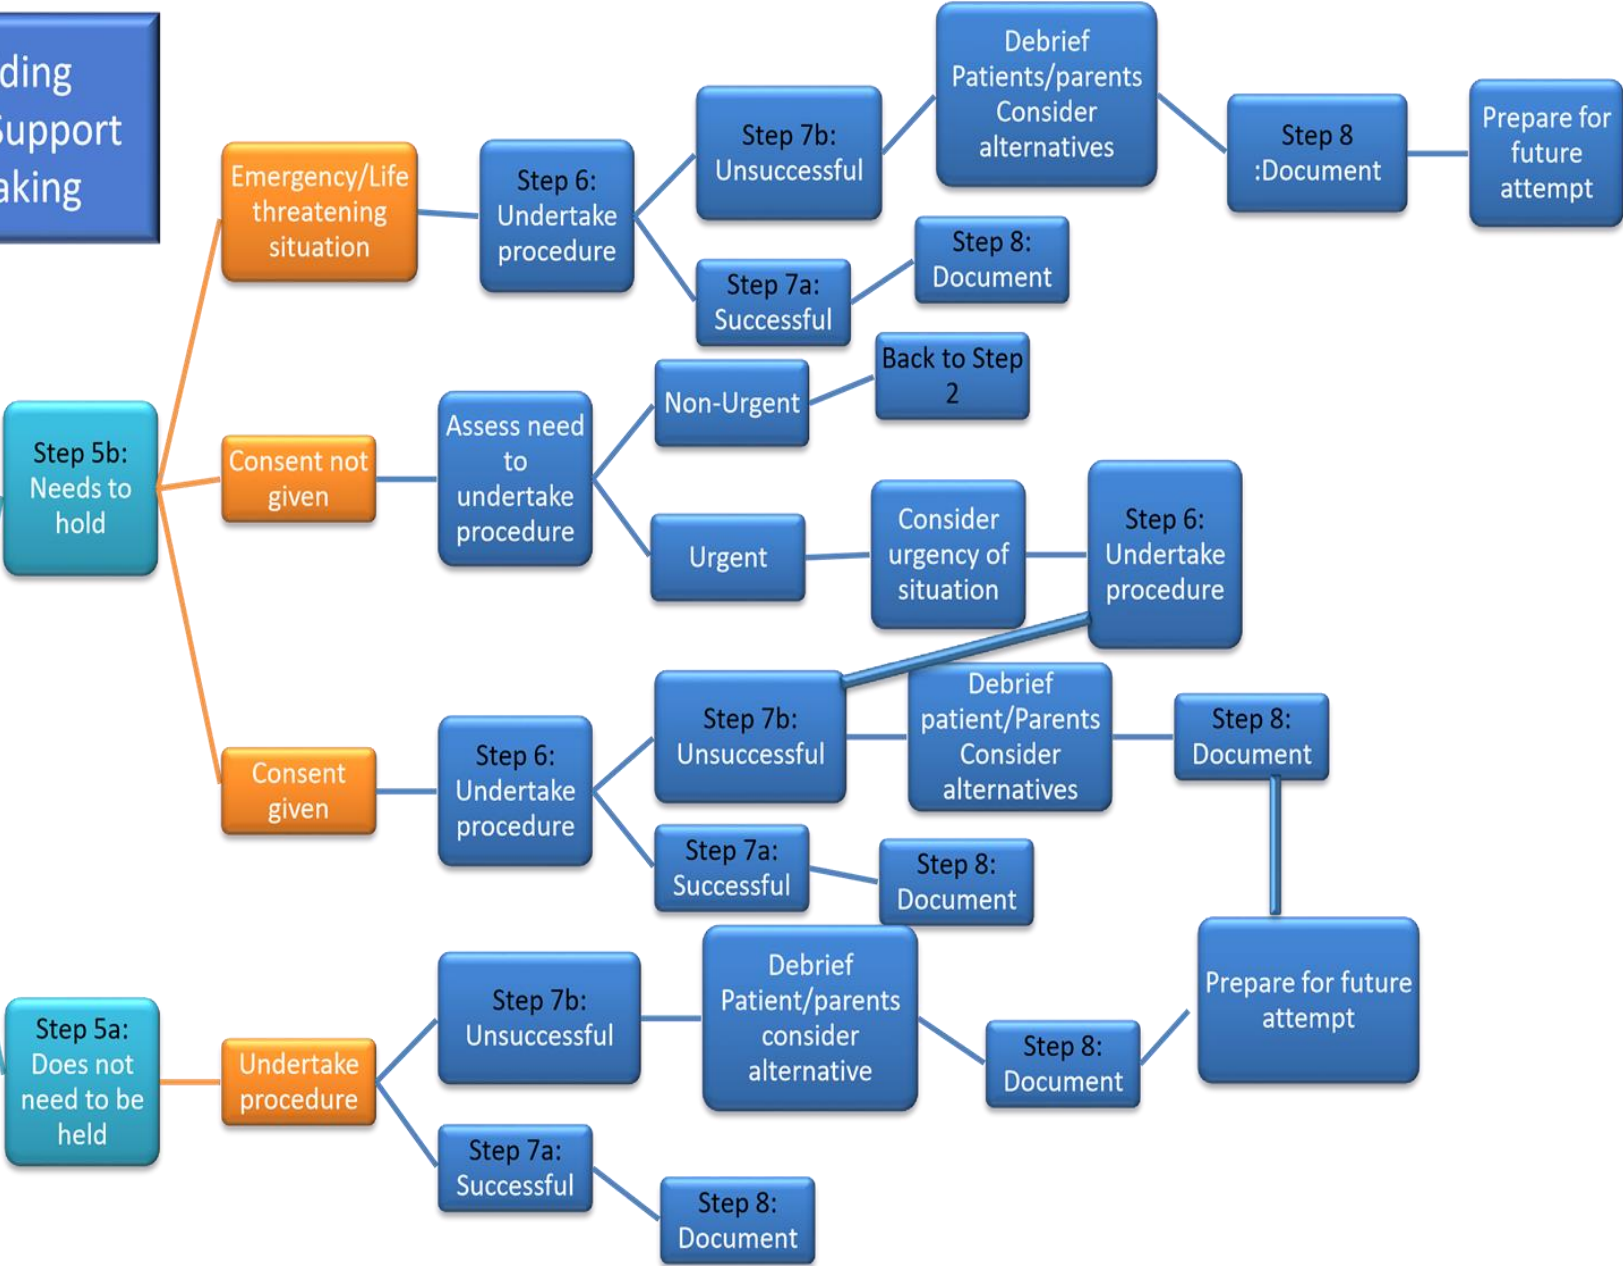 ding
Support
aking
Emergency/Life
threatening
situation
Step 6:
Undertake
procedure
Step 7b:
Unsuccessful
Debrief
Patients/parents
Consider
alternatives
Step 8
:Document
Prepare for
future
attempt
Step 7a:
Successful
Step 8:
Document
Step 5b:
Needs to
hold
Consent not
given
Assess need
to
undertake
procedure
Non-Urgent
Back to Step
2
Urgent
Consider
urgency of
situation
Step 6:
Undertake
procedure
Consent
given
Step 6:
Undertake
procedure
Step 7b:
Unsuccessful
Debrief
patient/Parents
Consider
alternatives
Step 8:
Document
Step 7a:
Successful
Step 8:
Document
Step 5a:
Does not
need to be
held
Undertake
procedure
Step 7b:
Unsuccessful
Debrief
Patient/parents
consider
alternative
Step 8:
Document
Prepare for future
attempt
Step 7a:
Successful
Step 8:
Document